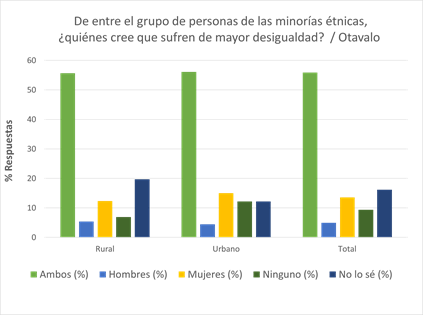 De entre el grupo de personas de las minorías étnicas,
¿quiénes cree que sufren de mayor desigualdad? / Otavalo
% Respuestas
60
50
40
30
20
10
0
Rural
Urbano
Total
Ambos (%)
Hombres (%)
Mujeres (%)
Ninguno (%)
No lo sé (%)